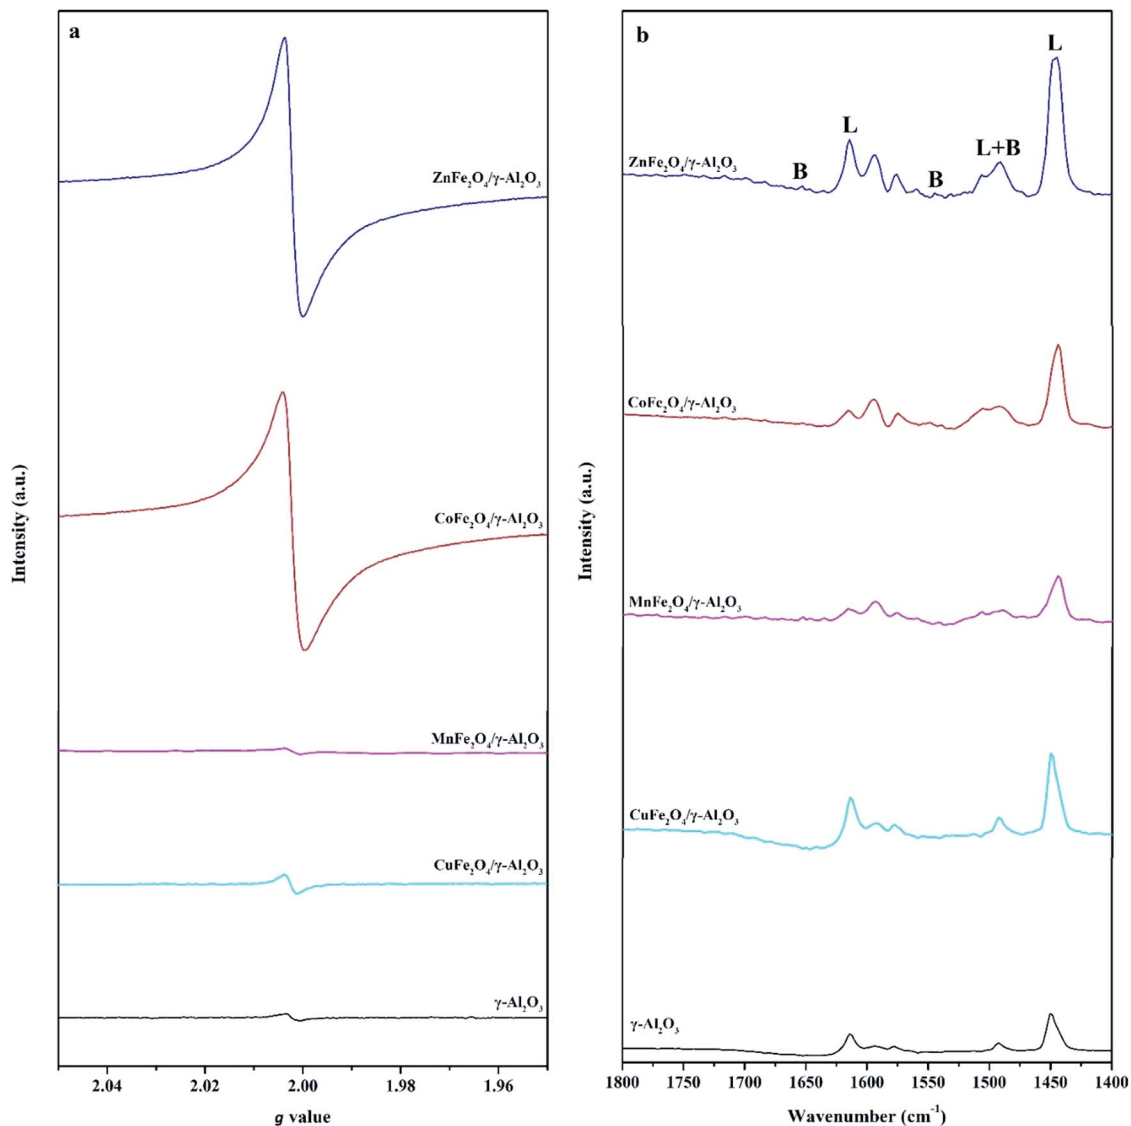 a
ZnFe₂O₄/γ-Al₂O₃
CoFe₂O₄/γ-Al₂O₃
MnFe₂O₄/γ-Al₂O₃
CuFe₂O₄/γ-Al₂O₃
γ-Al₂O₃
Intensity (a.u.)
2.04 2.02 2.00 1.98 1.96
g value
b
L
L
L+B
B
B
ZnFe₂O₄/γ-Al₂O₃
CoFe₂O₄/γ-Al₂O₃
MnFe₂O₄/γ-Al₂O₃
CuFe₂O₄/γ-Al₂O₃
γ-Al₂O₃
Intensity (a.u.)
1800 1750 1700 1650 1600 1550 1500 1450 1400
Wavenumber (cm⁻¹)